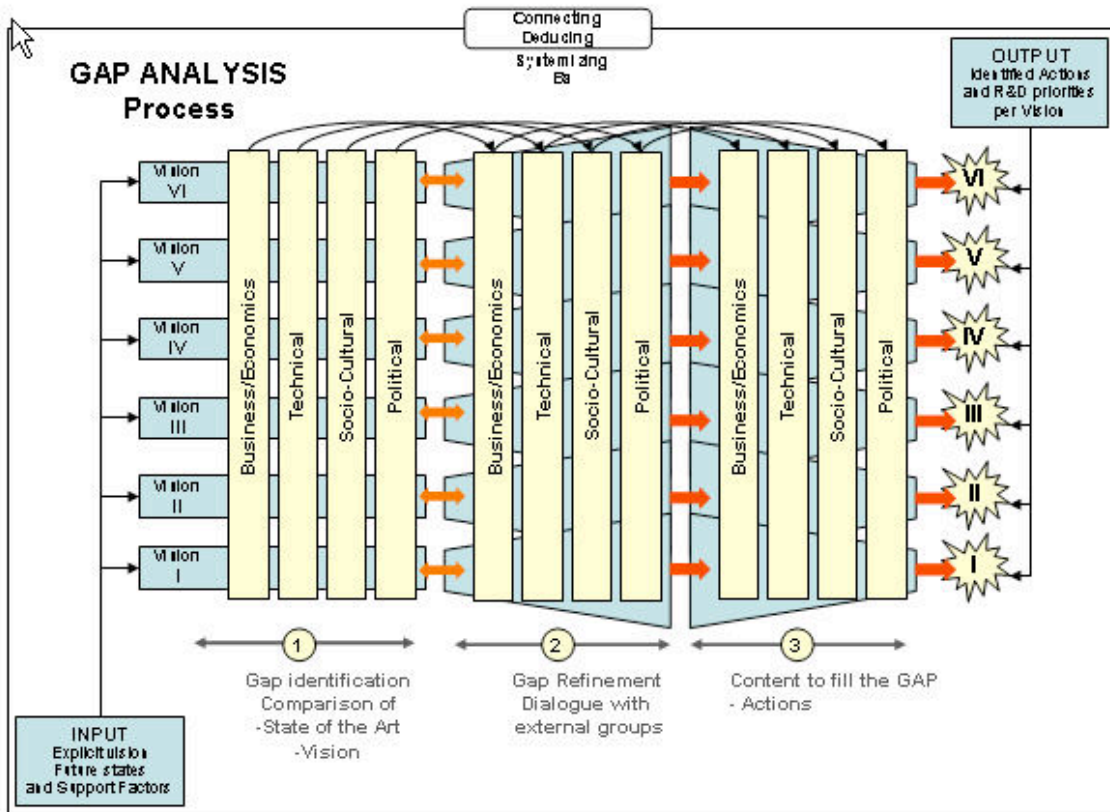 Connecting
Deducing
Systemizing
Ba
GAP ANALYSIS
Process
OUTPUT
Identified Actions
and R&D priorities
per Vision
Vision
VI
Vision
V
Vision
IV
Vision
III
Vision
II
Vision
I
Business/Economics
Technical
Socio-Cultural
Political
Business/Economics
Technical
Socio-Cultural
Political
Business/Economics
Technical
Socio-Cultural
Political
VI
V
IV
III
II
I
1
Gap identification
Comparison of
-State of the Art
-Vision
2
Gap Refinement
Dialogue with
external groups
3
Content to fill the GAP
- Actions
INPUT
Explicit vision
Future states
and Support Factors